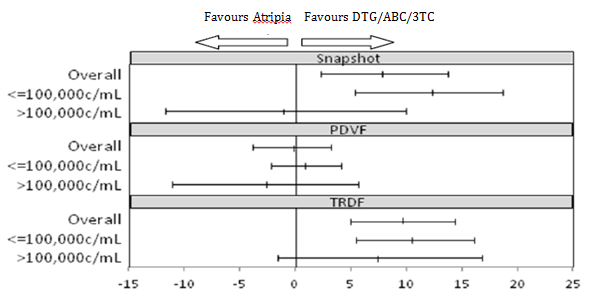 Favours Atripia Favours DTG/ABC/3TC
Snapshot
Overall
<=100,000c/mL
>100,000c/mL
PDVF
Overall
<=100,000c/mL
>100,000c/mL
TRDF
Overall
<=100,000c/mL
>100,000c/mL
-15 -10 -5 0 5 10 15 20 25